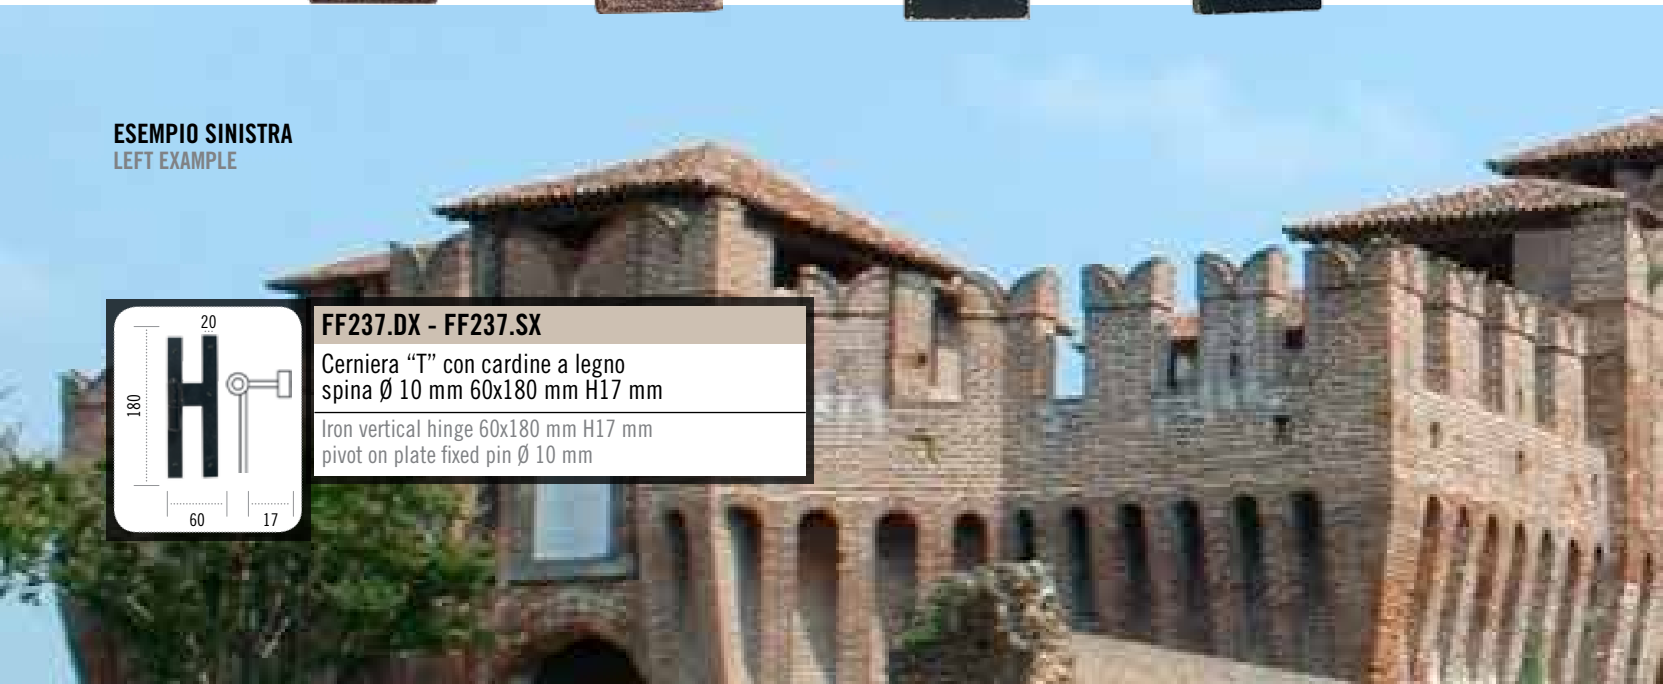 ESEMPIO SINISTRA
LEFT EXAMPLE
20
180
60
17
FF237.DX - FF237.SX
Cerniera “T” con cardine a legno
spina Ø 10 mm 60x180 mm H17 mm
Iron vertical hinge 60x180 mm H17 mm
pivot on plate fixed pin Ø 10 mm